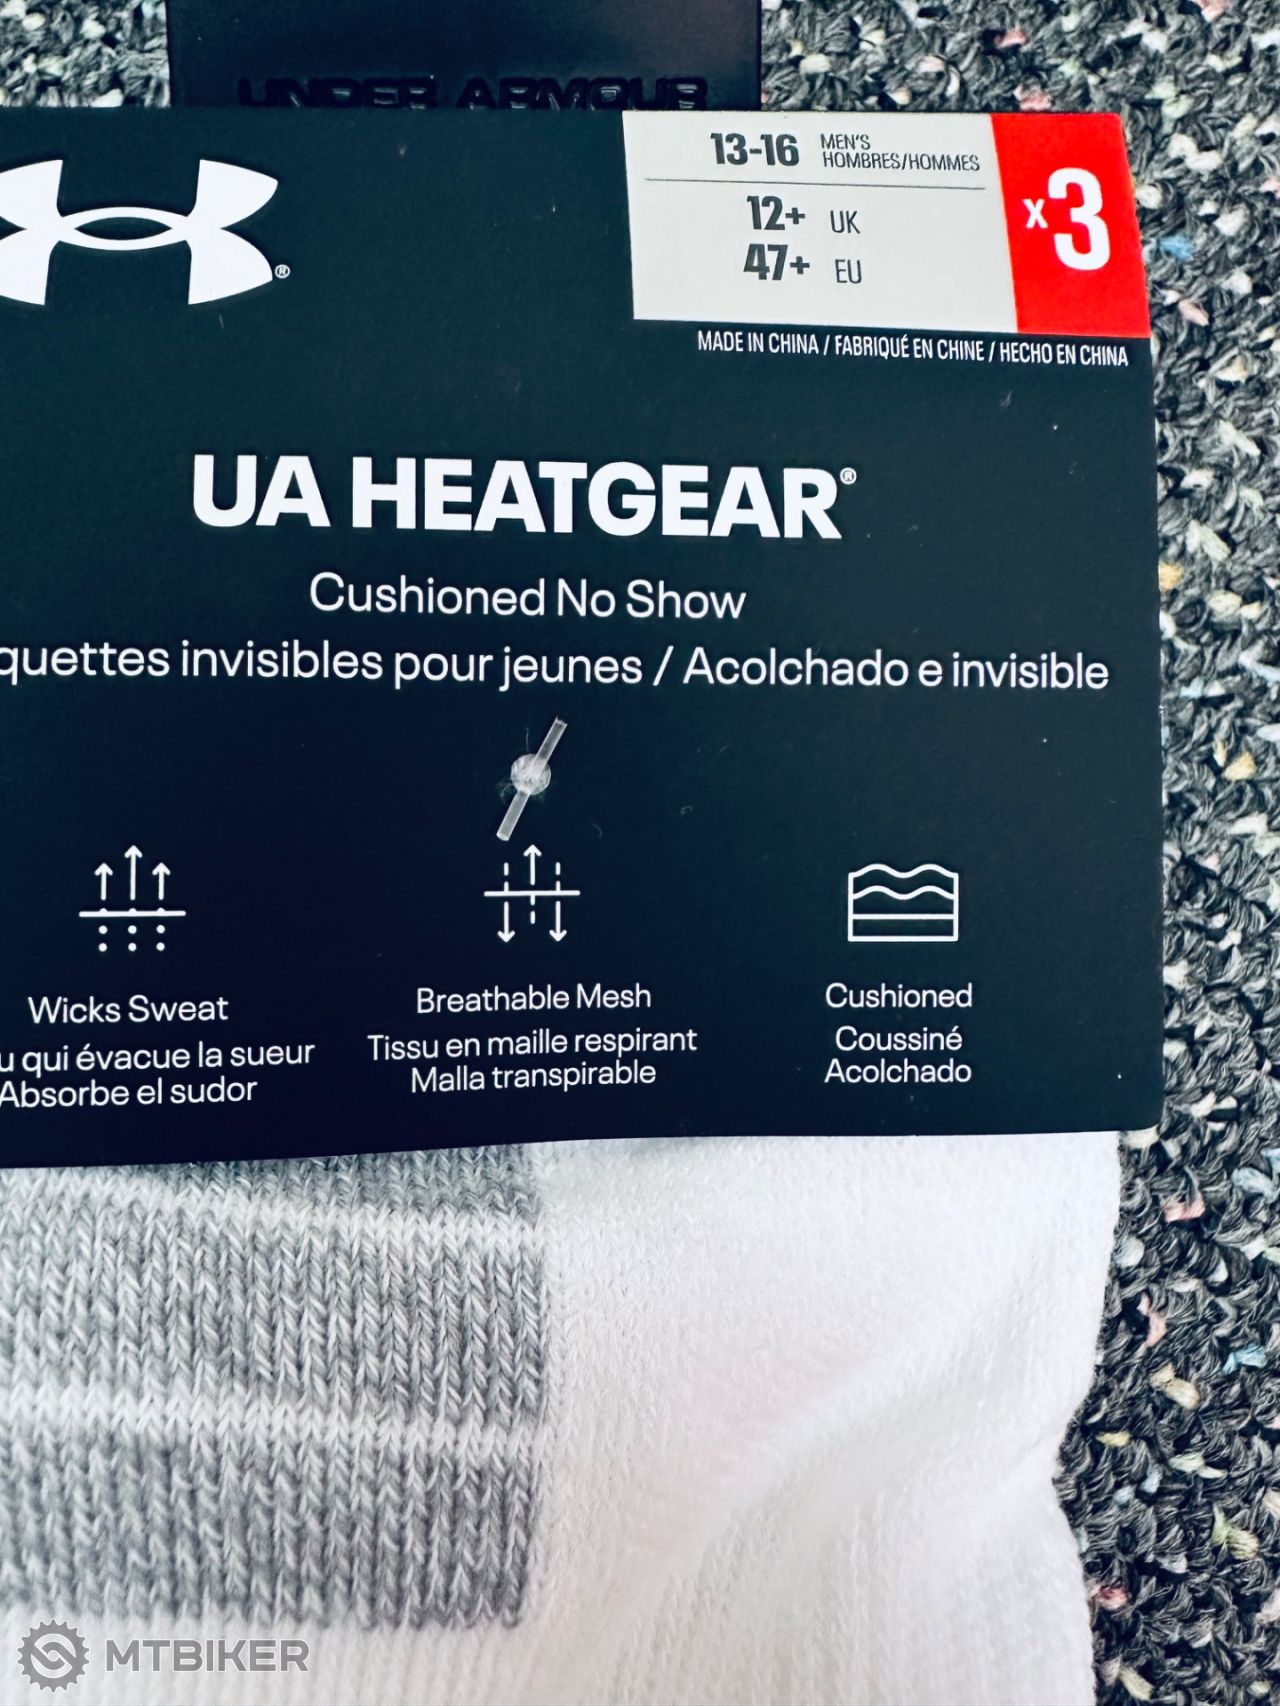 UNDER ARMOUR
13-16 MEN'S
HOMBRES/HOMMES
12+ UK
47+ EU
x3
®
MADE IN CHINA / FABRIQUÉ EN CHINE / HECHO EN CHINA
UA HEATGEAR®
Cushioned No Show
invisibles pour jeunes / Acolchado e invisible
Wicks Sweat
qui évacue la sueur
Absorbe el sudor
Breathable Mesh
Tissu en maille respirant
Malla transpirable
Cushioned
Coussiné
Acolchado
MTBIKER